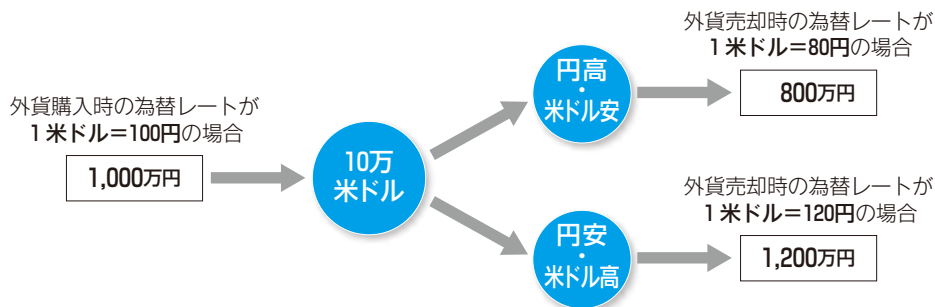 外貨購入時の為替レートが
1米ドル=100円の場合
1,000万円
10万
米ドル
円高
・
米ドル安
外貨売却時の為替レートが
1米ドル=80円の場合
800万円
円安
・
米ドル高
外貨売却時の為替レートが
1米ドル=120円の場合
1,200万円